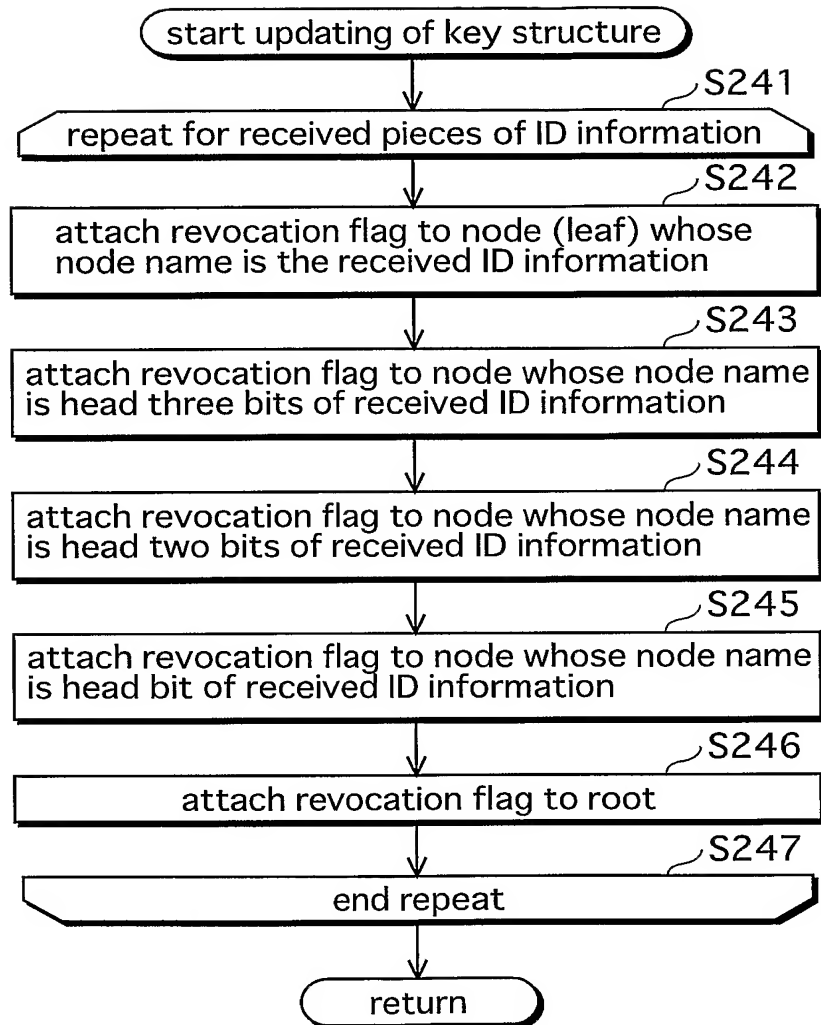 start updating of key structure
S241
repeat for received pieces of ID information
S242
attach revocation flag to node (leaf) whose
node name is the received ID information
S243
attach revocation flag to node whose node name
is head three bits of received ID information
S244
attach revocation flag to node whose node name
is head two bits of received ID information
S245
attach revocation flag to node whose node name
is head bit of received ID information
S246
attach revocation flag to root
S247
end repeat
return